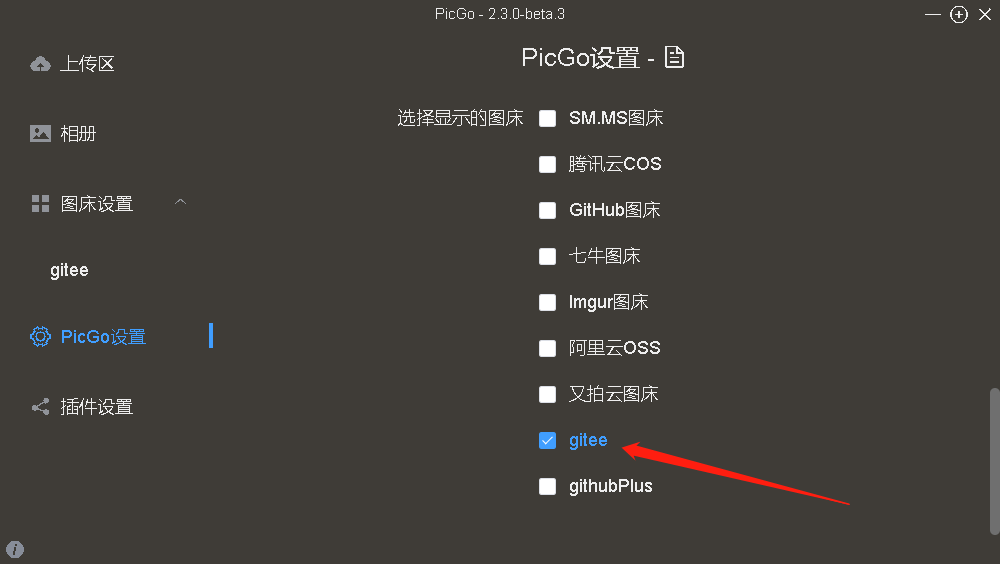 PicGo - 2.3.0-beta.3
上传区
相册
图床设置
gitee
PicGo设置
插件设置
PicGo设置 -
选择显示的图床
SM.MS图床
腾讯云COS
GitHub图床
七牛图床
Imgur图床
阿里云OSS
又拍云图床
gitee
githubPlus